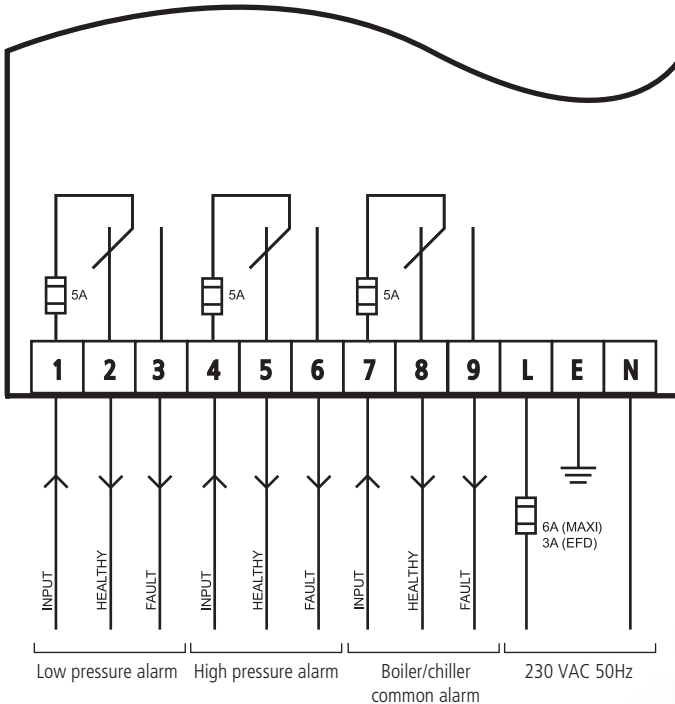 5A 5A 5A
1 2 3 4 5 6 7 8 9 L E N
6A (MAXI)
3A (EFD)
INPUT HEALTHY FAULT INPUT HEALTHY FAULT INPUT HEALTHY FAULT
Low pressure alarm High pressure alarm Boiler/chiller 230 VAC 50Hz
common alarm